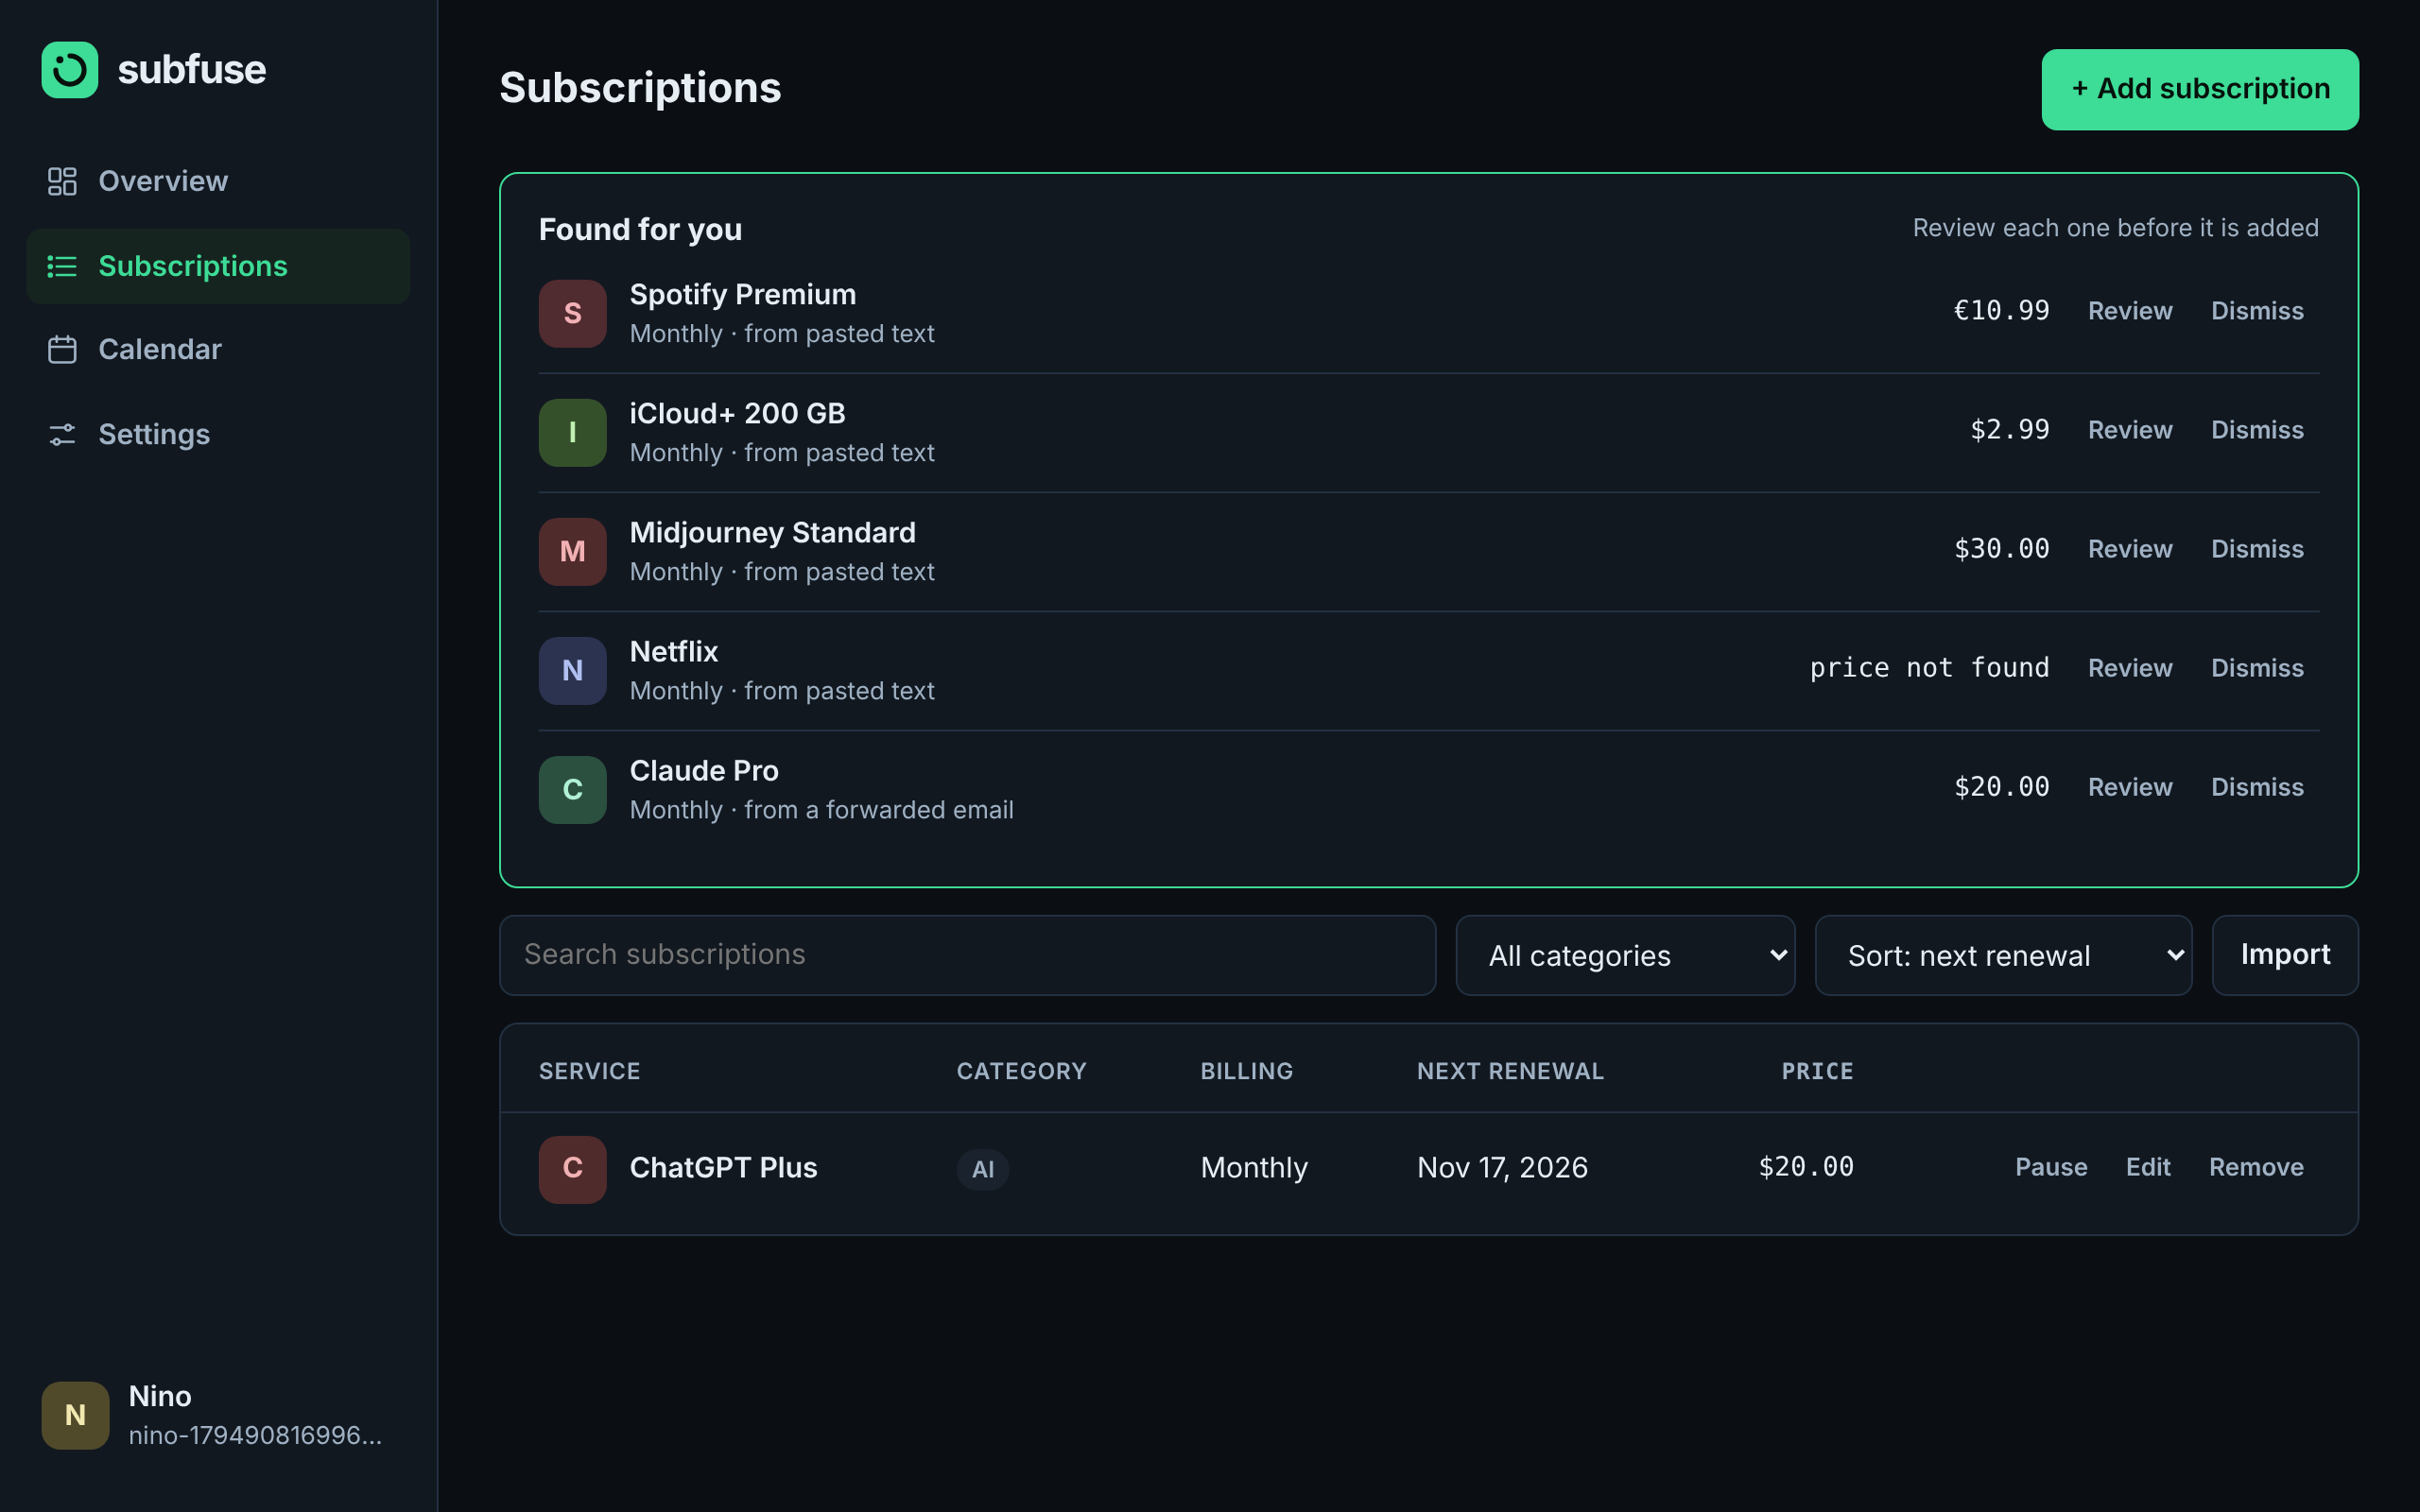 subfuse
Overview
Subscriptions
Calendar
Settings
N
Nino
nino-179490816996...
Subscriptions
+ Add subscription
Found for you
Review each one before it is added
S
Spotify Premium
Monthly · from pasted text
€10.99 Review Dismiss
I
iCloud+ 200 GB
Monthly · from pasted text
$2.99 Review Dismiss
M
Midjourney Standard
Monthly · from pasted text
$30.00 Review Dismiss
N
Netflix
Monthly · from pasted text
price not found Review Dismiss
C
Claude Pro
Monthly · from a forwarded email
$20.00 Review Dismiss
Search subscriptions
All categories
Sort: next renewal
Import
SERVICE CATEGORY BILLING NEXT RENEWAL PRICE
C ChatGPT Plus AI Monthly Nov 17, 2026 $20.00 Pause Edit Remove